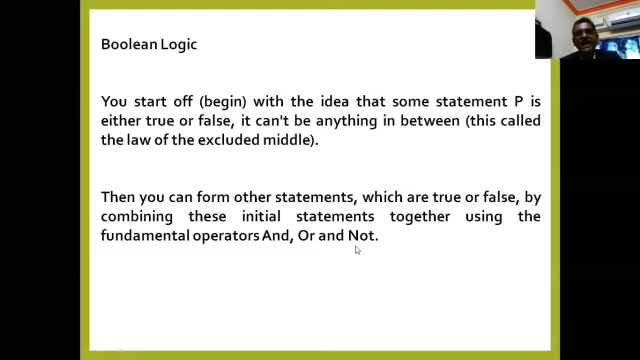 Boolean Logic
You start off (begin) with the idea that some statement P is
either true or false, it can't be anything in between (this called
the law of the excluded middle).
Then you can form other statements, which are true or false, by
combining these initial statements together using the
fundamental operators And, Or and Not.